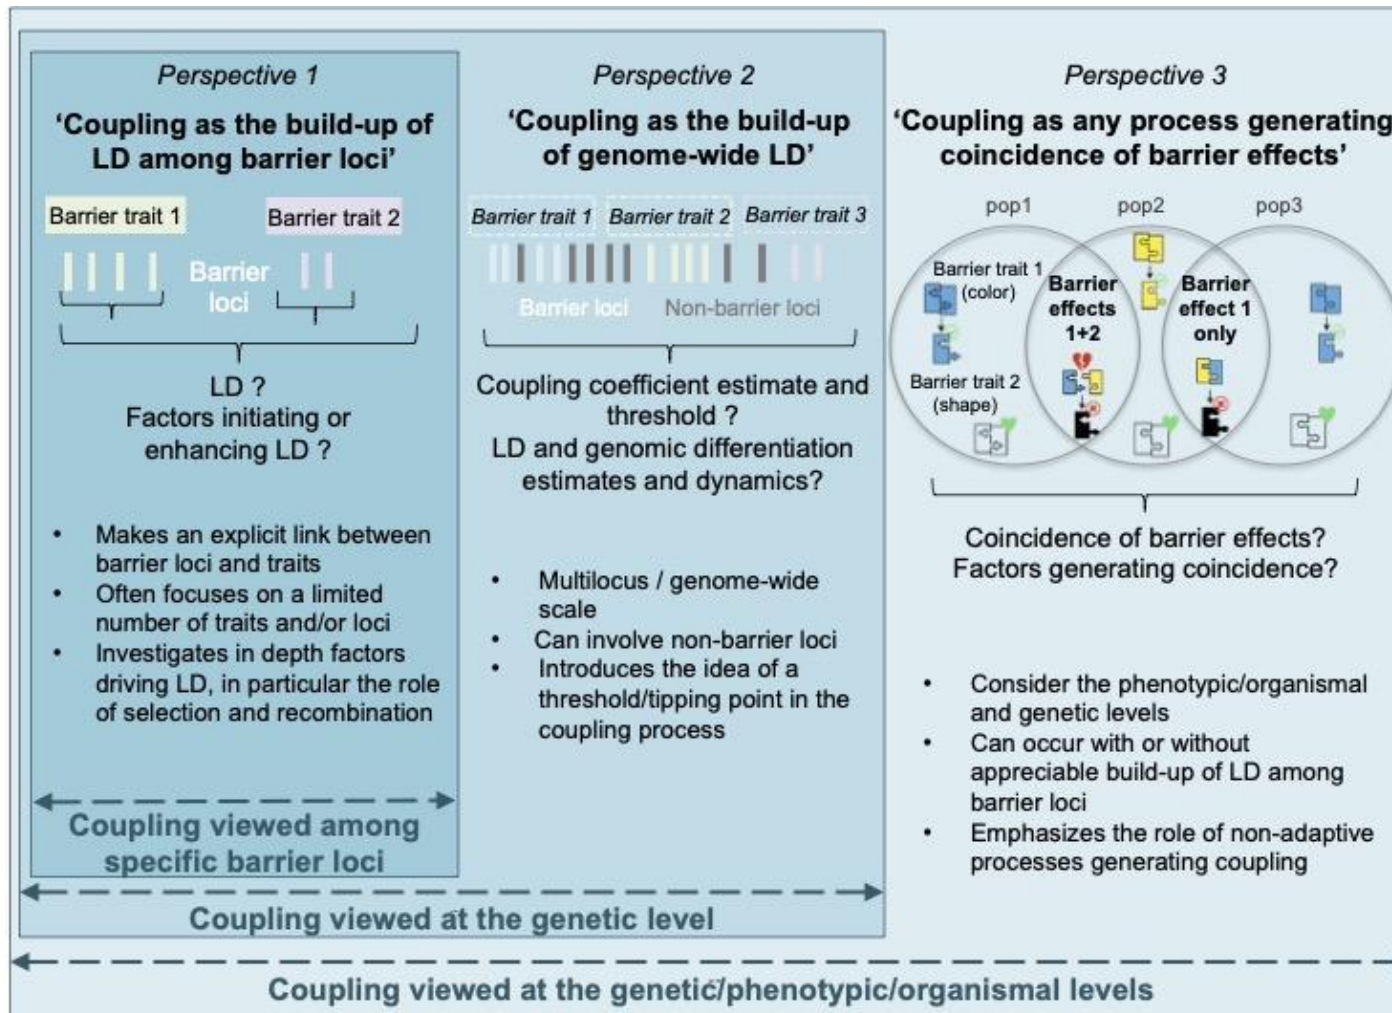 Perspective 1
‘Coupling as the build-up of
LD among barrier loci’
Barrier trait 1
Barrier trait 2
Barrier
loci
LD ?
Factors initiating or
enhancing LD ?
• Makes an explicit link between
barrier loci and traits
• Often focuses on a limited
number of traits and/or loci
• Investigates in depth factors
driving LD, in particular the role
of selection and recombination
Coupling viewed among
specific barrier loci
Perspective 2
‘Coupling as the build-up
of genome-wide LD’
Barrier trait 1
Barrier trait 2
Barrier trait 3
Barrier loci
Non-barrier loci
Coupling coefficient estimate and
threshold ?
LD and genomic differentiation
estimates and dynamics?
• Multilocus / genome-wide
scale
• Can involve non-barrier loci
• Introduces the idea of a
threshold/tipping point in the
coupling process
Coupling viewed at the genetic level
Perspective 3
‘Coupling as any process generating
coincidence of barrier effects’
pop1
pop2
pop3
Barrier trait 1
(color)
Barrier trait 2
(shape)
Barrier
effects
1+2
Barrier
effect 1
only
Coincidence of barrier effects?
Factors generating coincidence?
• Consider the phenotypic/organismal
and genetic levels
• Can occur with or without
appreciable build-up of LD among
barrier loci
• Emphasizes the role of non-adaptive
processes generating coupling
Coupling viewed at the genetic/phenotypic/organismal levels